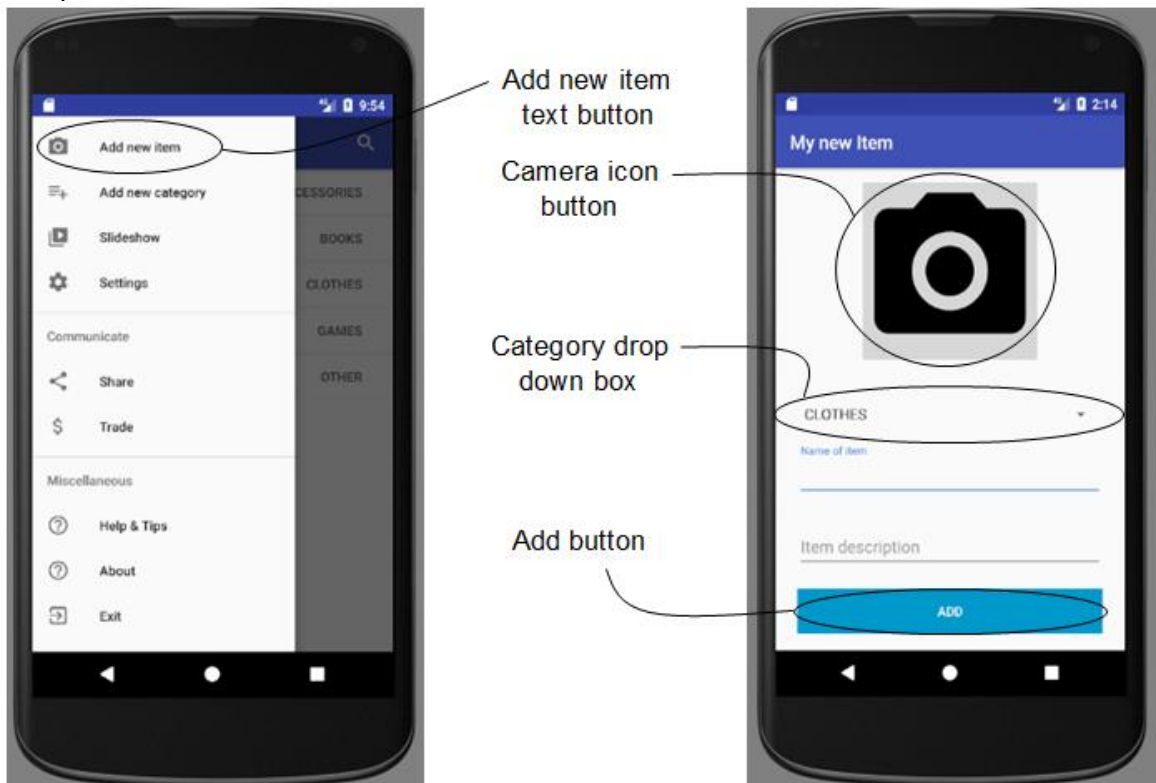 9:54
Add new item
Add new category
Slideshow
Settings
Communicate
Share
Trade
Miscellaneous
Help & Tips
About
Exit
CESSORIES
BOOKS
CLOTHES
GAMES
OTHER
Add new item
text button
Camera icon
button
Category drop
down box
Add button
2:14
My new Item
CLOTHES
Name of item
Item description
ADD